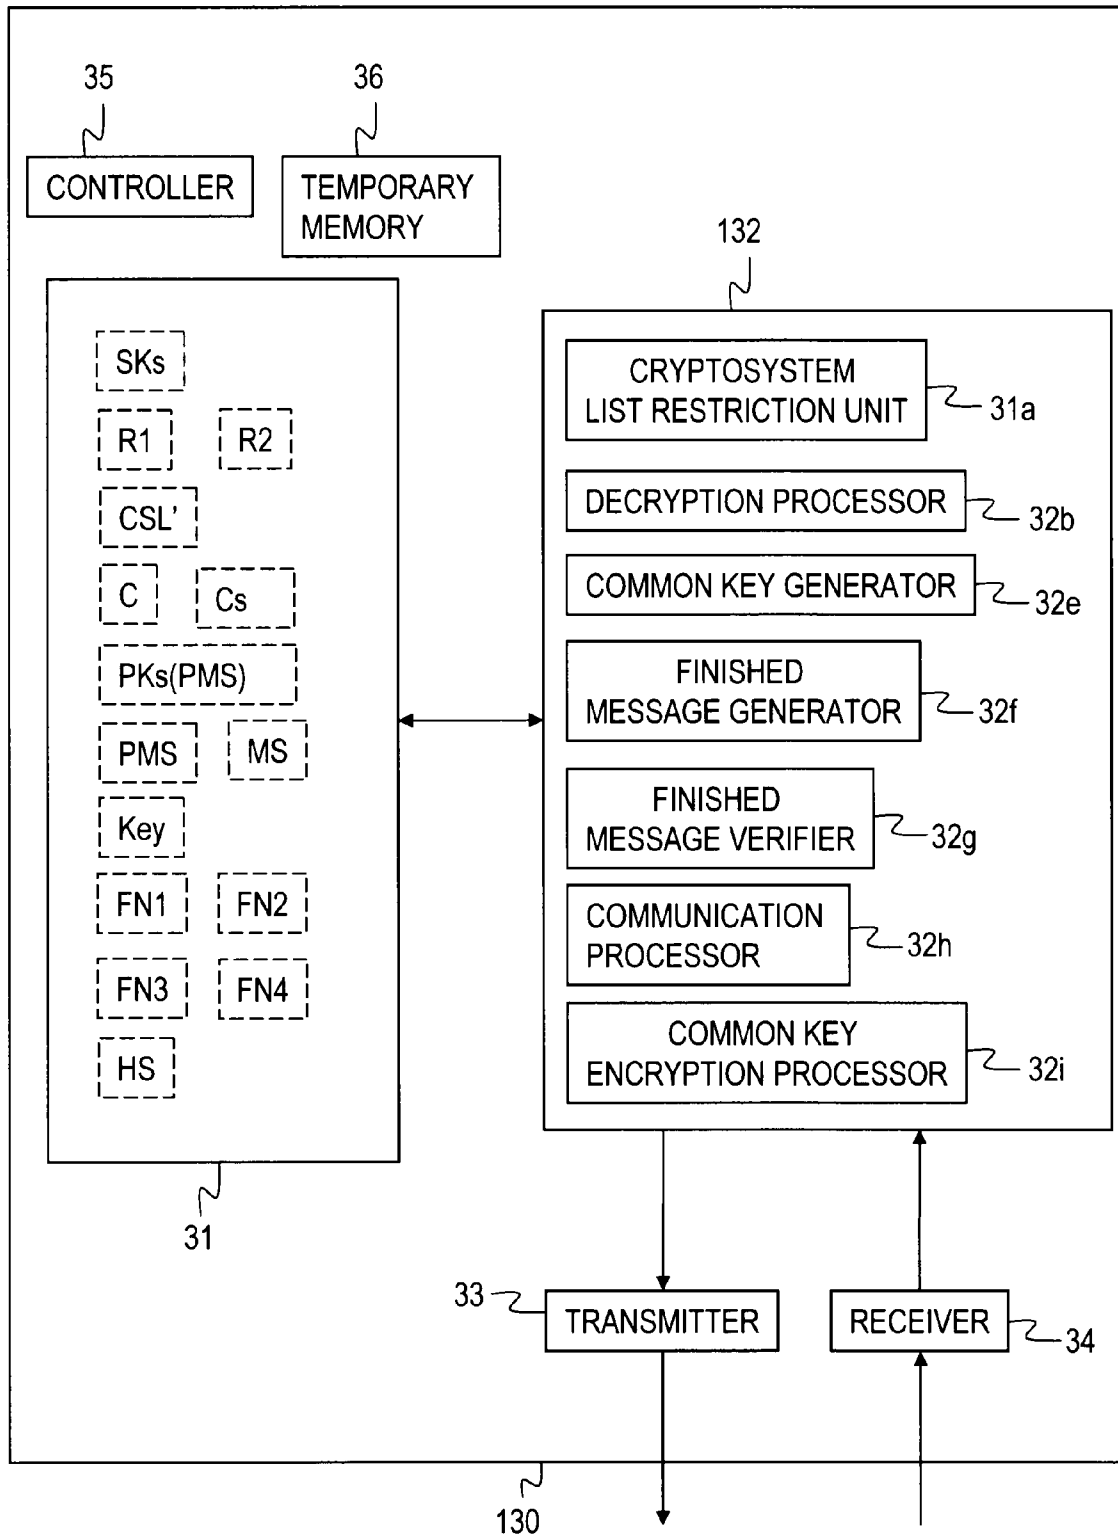 35
36
CONTROLLER
TEMPORARY
MEMORY
132
SKs
R1
R2
CSL'
C
Cs
PKs(PMS)
PMS
MS
Key
FN1
FN2
FN3
FN4
HS
31
CRYPTOSYSTEM
LIST RESTRICTION UNIT
31a
DECRYPTION PROCESSOR
32b
COMMON KEY GENERATOR
32e
FINISHED
MESSAGE GENERATOR
32f
FINISHED
MESSAGE VERIFIER
32g
COMMUNICATION
PROCESSOR
32h
COMMON KEY
ENCRYPTION PROCESSOR
32i
33
TRANSMITTER
RECEIVER
34
130